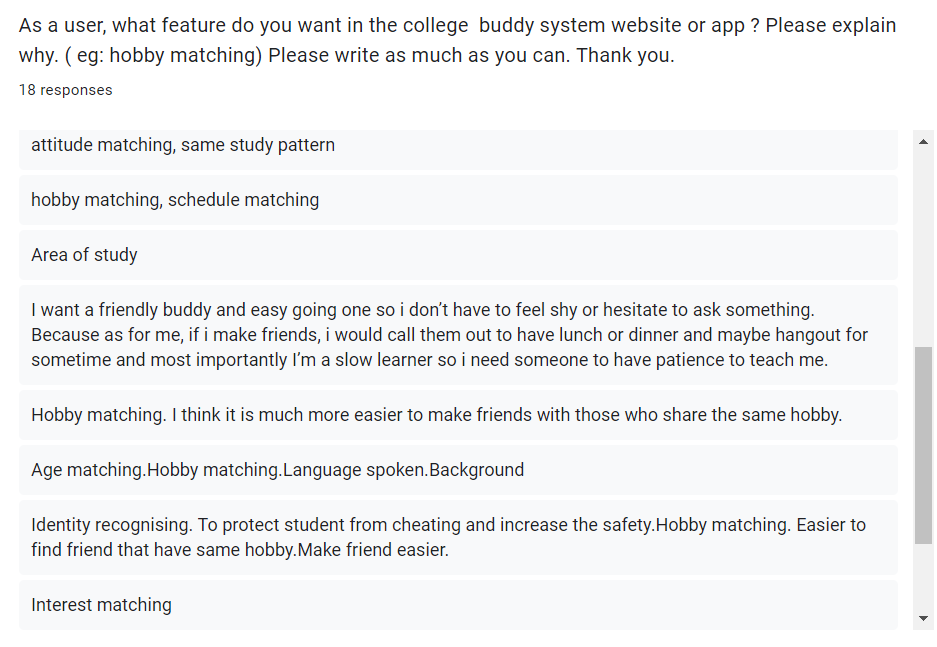 As a user, what feature do you want in the college  buddy system website or app ? Please explain
why. ( eg: hobby matching) Please write as much as you can. Thank you.
18 responses
attitude matching, same study pattern
hobby matching, schedule matching
Area of study
I want a friendly buddy and easy going one so i don’t have to feel shy or hesitate to ask something.
Because as for me, if i make friends, i would call them out to have lunch or dinner and maybe hangout for
sometime and most importantly I’m a slow learner so i need someone to have patience to teach me.
Hobby matching. I think it is much more easier to make friends with those who share the same hobby.
Age matching.Hobby matching.Language spoken.Background
Identity recognising. To protect student from cheating and increase the safety.Hobby matching. Easier to
find friend that have same hobby.Make friend easier.
Interest matching